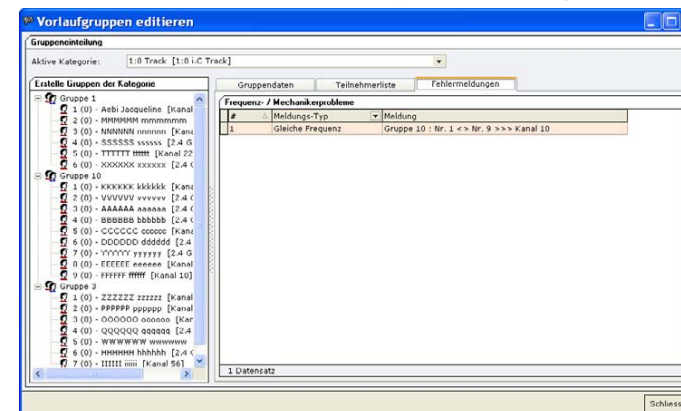 Vorlaufgruppen editieren
Gruppeneinteilung
Aktive Kategorie: 1:8 Track [1:8 i.C Track]
Erstelle Gruppen der Kategorie
Gruppe 1
1 (0) - Aebi Jacqueline [Kanal
2 (0) - MMMMMM mmmmmm
3 (0) - NNNNNN nnnnnn [Kana
4 (0) - SSSSSS ssssss [2.4 G
5 (0) - TTTTTT tttttt [Kanal 22
6 (0) - XXXXXX xxxxxx [2.4 G
Gruppe 10
1 (0) - KKKKKK kkkkkk [Kana
2 (0) - VVVVVV vvvvvv [2.4 G
3 (0) - AAAAAA aaaaaa [2.4 G
4 (0) - BBBBBB bbbbbb [2.4
5 (0) - CCCCCC cccccc [Kana
6 (0) - DDDDDD dddddd [2.4
7 (0) - YYYYYY yyyyyy [2.4 G
8 (0) - EEEEEE eeeeee [Kanal
9 (0) - FFFFFF ffffff [Kanal 10]
Gruppe 3
1 (0) - ZZZZZZ zzzzzz [Kanal
2 (0) - PPPPPP pppppp [Kanal
3 (0) - OOOOOO oooooo [Kar
4 (0) - QQQQQQ qqqqqq [2.4
5 (0) - WWWWWW wwwwww
6 (0) - HHHHHH hhhhhh [2.4 G
7 (0) - IIIIII iiiiii [Kanal 56]
Gruppendaten Teilnehmerliste Fehlermeldungen
Frequenz- / Mechanikerprobleme
# Meldungs-Typ Meldung
1 Gleiche Frequenz Gruppe 10 : Nr. 1 <> Nr. 9 >>> Kanal 10
1 Datensatz
Schliess